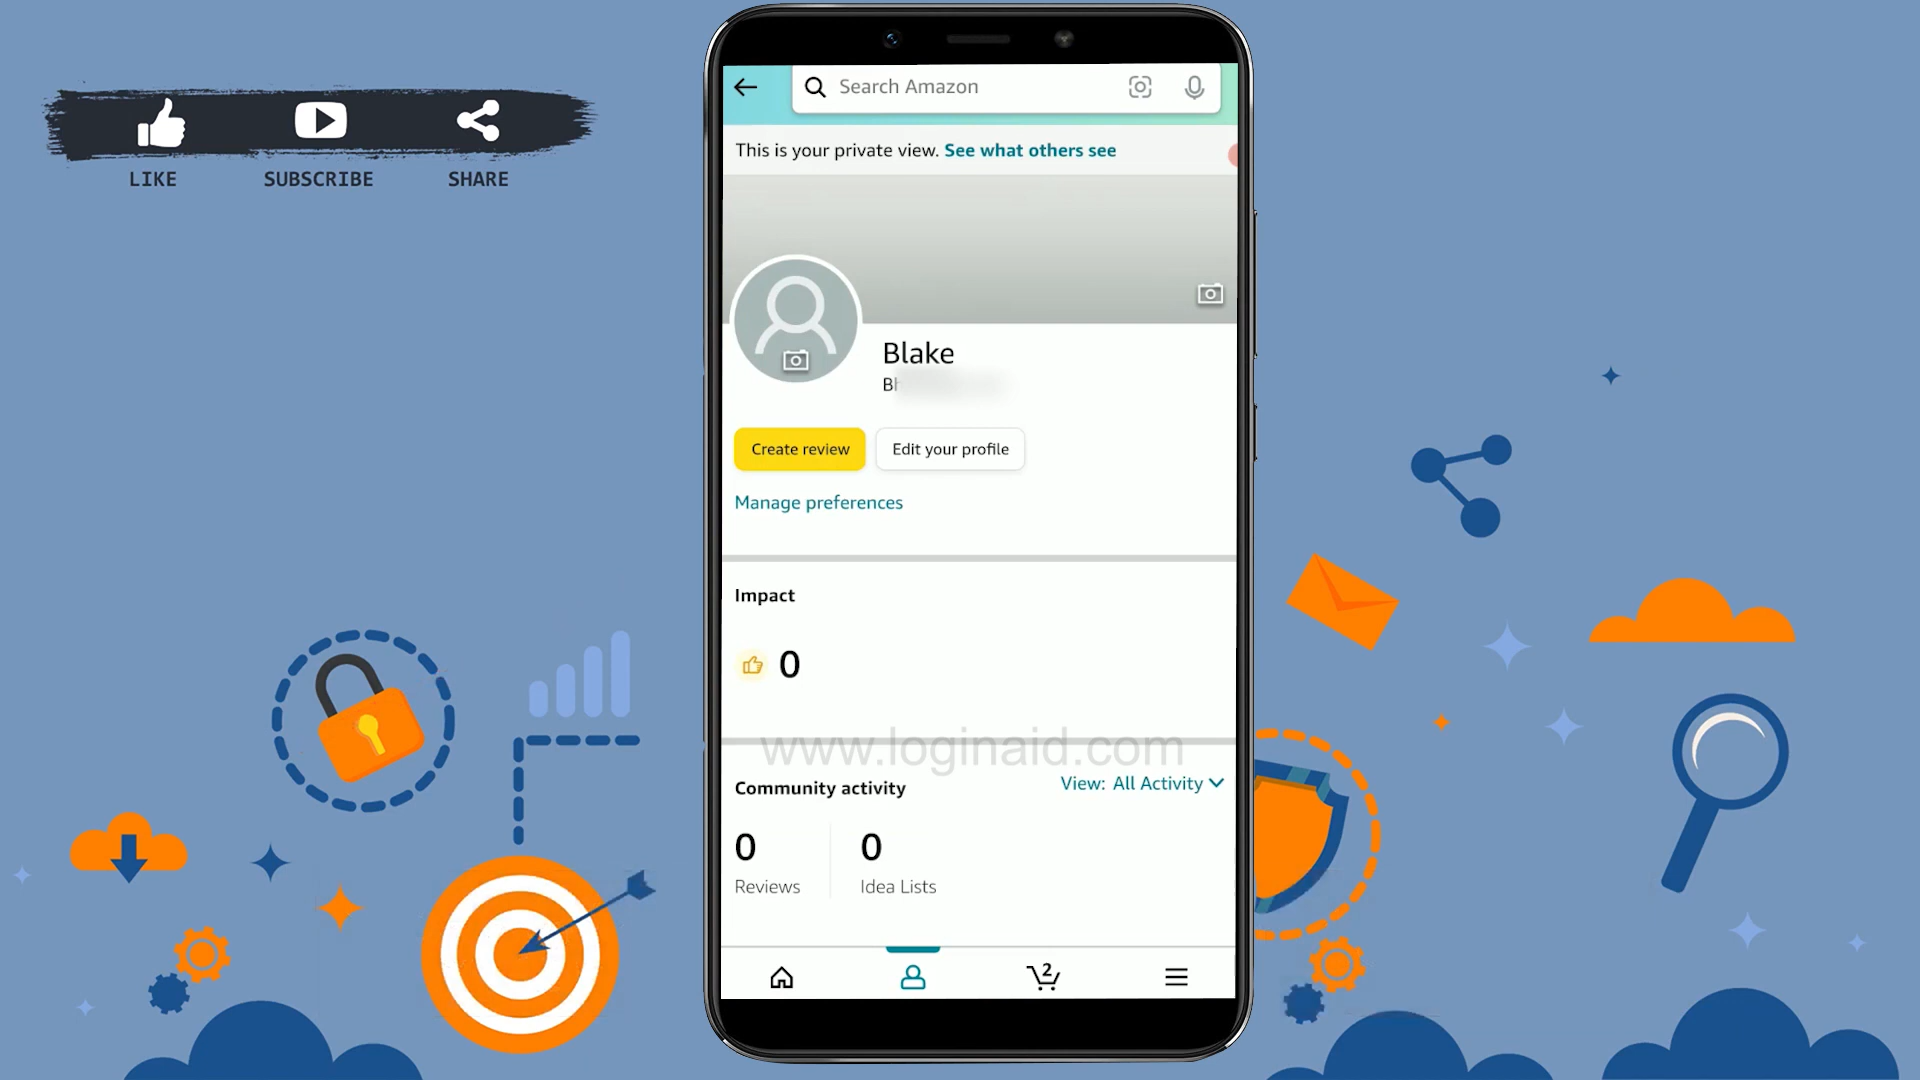 LIKE
SUBSCRIBE
SHARE
Search Amazon
This is your private view. See what others see
Blake
Create review
Edit your profile
Manage preferences
Impact
0
www.loginaid.com
Community activity
View: All Activity
0
0
Reviews
Idea Lists
2